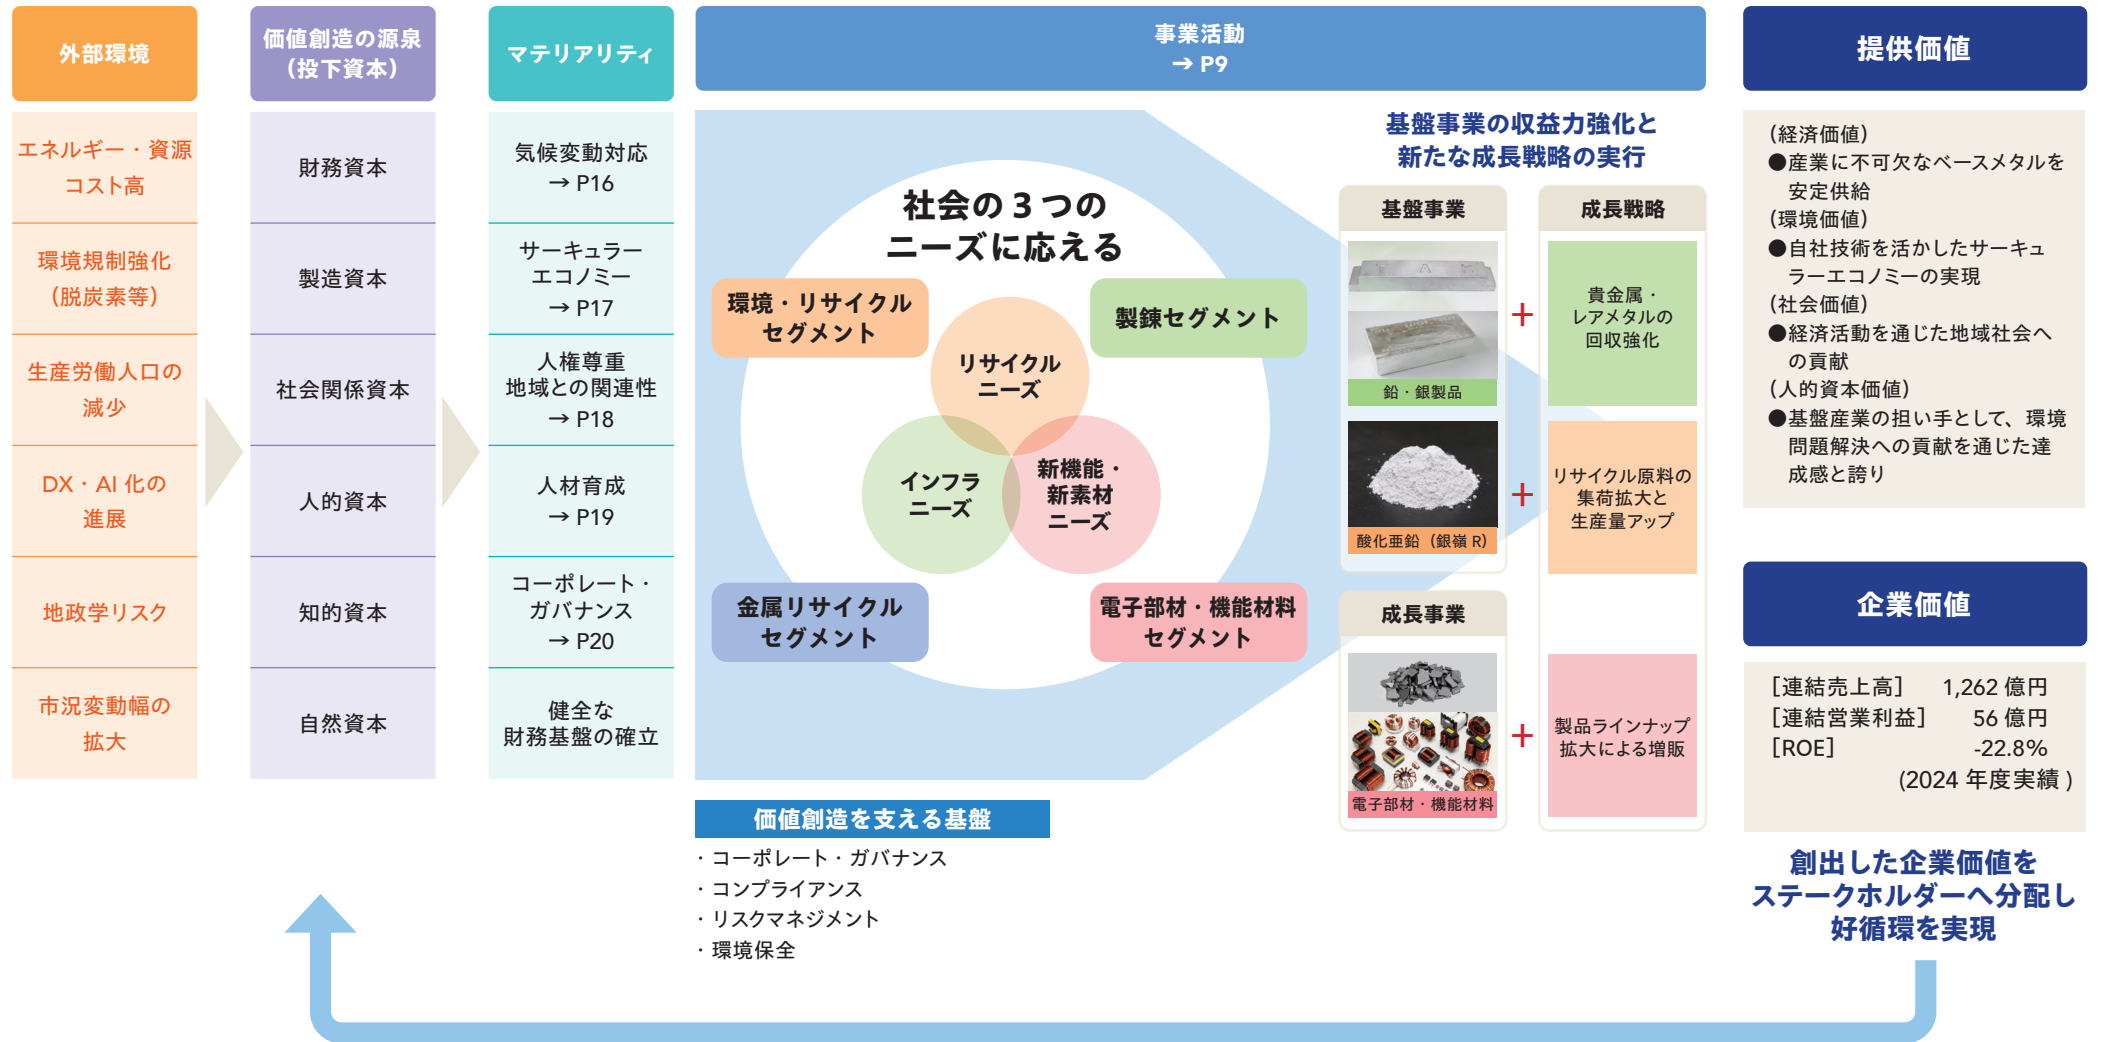 外部環境
エネルギー・資源
コスト高
環境規制強化
(脱炭素等)
生産労働人口の
減少
DX・AI 化の
進展
地政学リスク
市況変動幅の
拡大
価値創造の源泉
(投下資本)
財務資本
製造資本
社会関係資本
人的資本
知的資本
自然資本
マテリアリティ
気候変動対応
→ P16
サーキュラー
エコノミー
→ P17
人権尊重
地域との関連性
→ P18
人材育成
→ P19
コーポレート・
ガバナンス
→ P20
健全な
財務基盤の確立
事業活動
→ P9
社会の3つの
ニーズに応える
環境・リサイクル
セグメント
製錬セグメント
リサイクル
ニーズ
インフラ
ニーズ
新機能・
新素材
ニーズ
金属リサイクル
セグメント
電子部材・機能材料
セグメント
基盤事業の収益力強化と
新たな成長戦略の実行
基盤事業
鉛・銀製品
酸化亜鉛(銀嶺R)
成長事業
電子部材・機能材料
成長戦略
+
貴金属・
レアメタルの
回収強化
+
リサイクル原料の
集荷拡大と
生産量アップ
+
製品ラインナップ
拡大による増販
価値創造を支える基盤
・コーポレート・ガバナンス
・コンプライアンス
・リスクマネジメント
・環境保全
提供価値
(経済価値)
●産業に不可欠なベースメタルを
安定供給
(環境価値)
●自社技術を活かしたサーキュ
ラーエコノミーの実現
(社会価値)
●経済活動を通じた地域社会へ
の貢献
(人的資本価値)
●基盤産業の担い手として、環境
問題解決への貢献を通じた達
成感と誇り
企業価値
[連結売上高] 1,262 億円
[連結営業利益] 56 億円
[ROE] -22.8%
(2024 年度実績)
創出した企業価値を
ステークホルダーへ分配し
好循環を実現